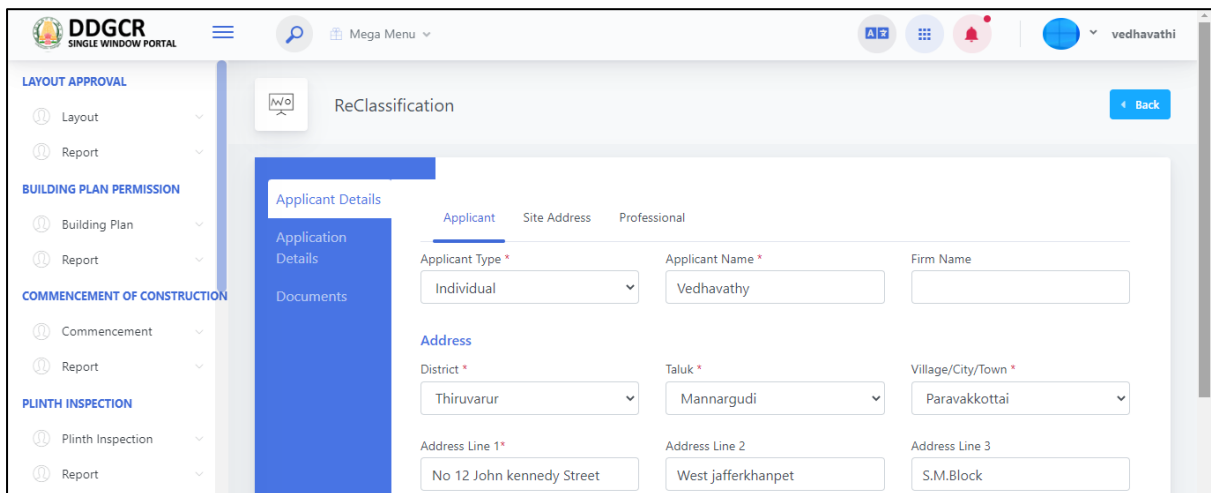 DDGCR
SINGLE WINDOW PORTAL
Mega Menu
vedhavathi
LAYOUT APPROVAL
Layout
Report
BUILDING PLAN PERMISSION
Building Plan
Report
COMMENCEMENT OF CONSTRUCTION
Commencement
Report
PLINTH INSPECTION
Plinth Inspection
Report
ReClassification
Back
Applicant Details
Application
Details
Documents
Applicant Site Address Professional
Applicant Type * Applicant Name * Firm Name
Individual Vedhavathy
Address
District * Taluk * Village/City/Town *
Thiruvarur Mannargudi Paravakkottai
Address Line 1* Address Line 2 Address Line 3
No 12 John kennedy Street West jafferkhanpet S.M.Block